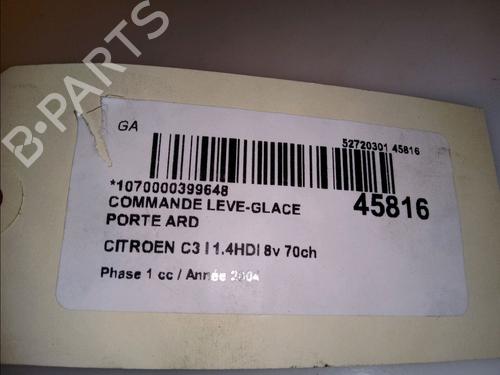 B-PARTS
GA
52720301 45816
*1070000399648
COMMANDE LEVE-GLACE
PORTE ARD
45816
CITROEN C3 I 1.4HDI 8v 70ch
Phase 1 cc / Année 2004